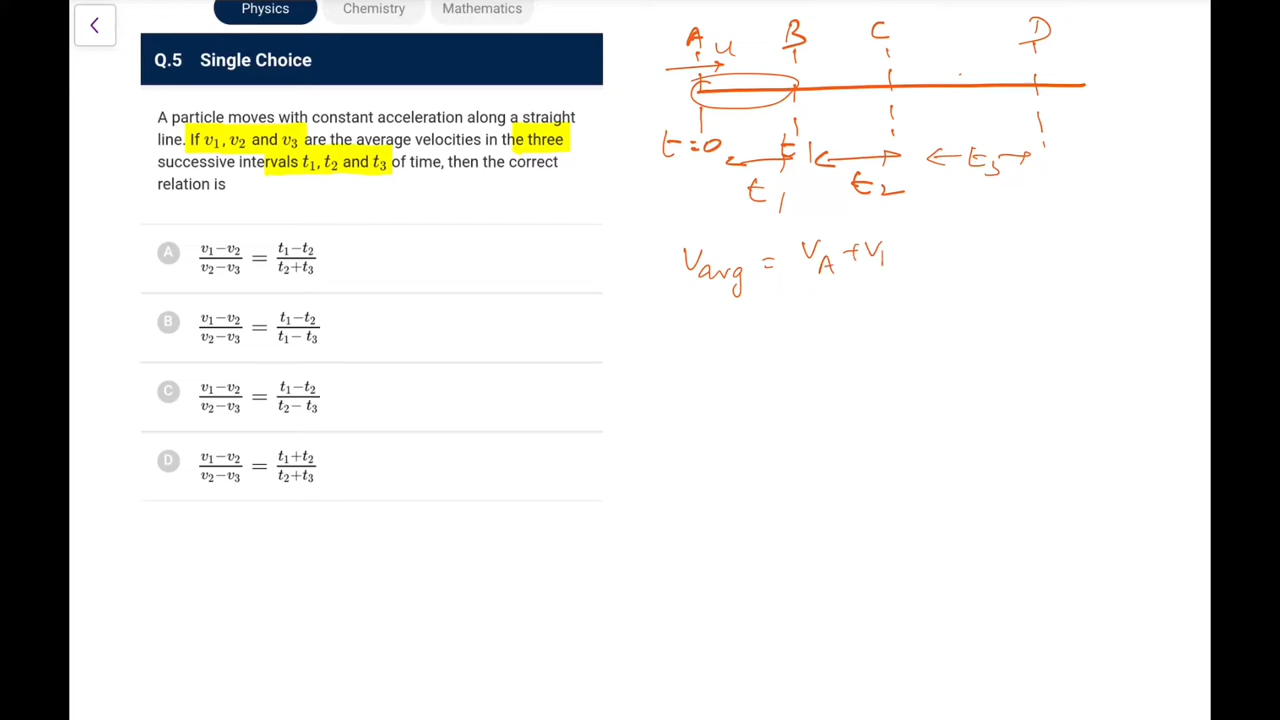 Physics Chemistry Mathematics
Q.5 Single Choice
A particle moves with constant acceleration along a straight
line. If v₁, v₂ and v₃ are the average velocities in the three
successive intervals t₁, t₂ and t₃ of time, then the correct
relation is
A (v₁−v₂)/(v₂−v₃) = (t₁−t₂)/(t₂+t₃)
B (v₁−v₂)/(v₂−v₃) = (t₁−t₂)/(t₁−t₃)
C (v₁−v₂)/(v₂−v₃) = (t₁−t₂)/(t₂−t₃)
D (v₁−v₂)/(v₂−v₃) = (t₁+t₂)/(t₂+t₃)
A B C D
u
t=0 t₁ t₃
t₁ t₂
Vavg = VA + V